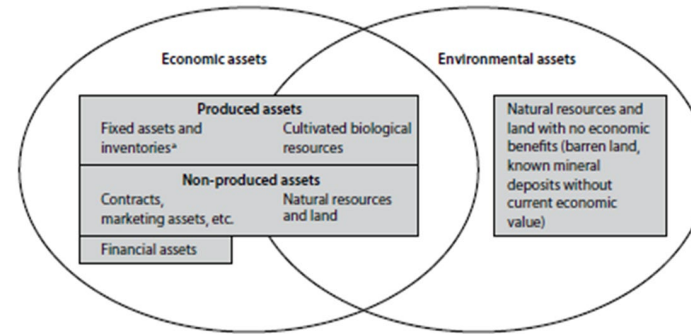 Economic assets
Environmental assets
Produced assets
Fixed assets and
inventoriesᵃ
Cultivated biological
resources
Non-produced assets
Contracts,
marketing assets, etc.
Natural resources
and land
Financial assets
Natural resources and
land with no economic
benefits (barren land,
known mineral
deposits without
current economic
value)